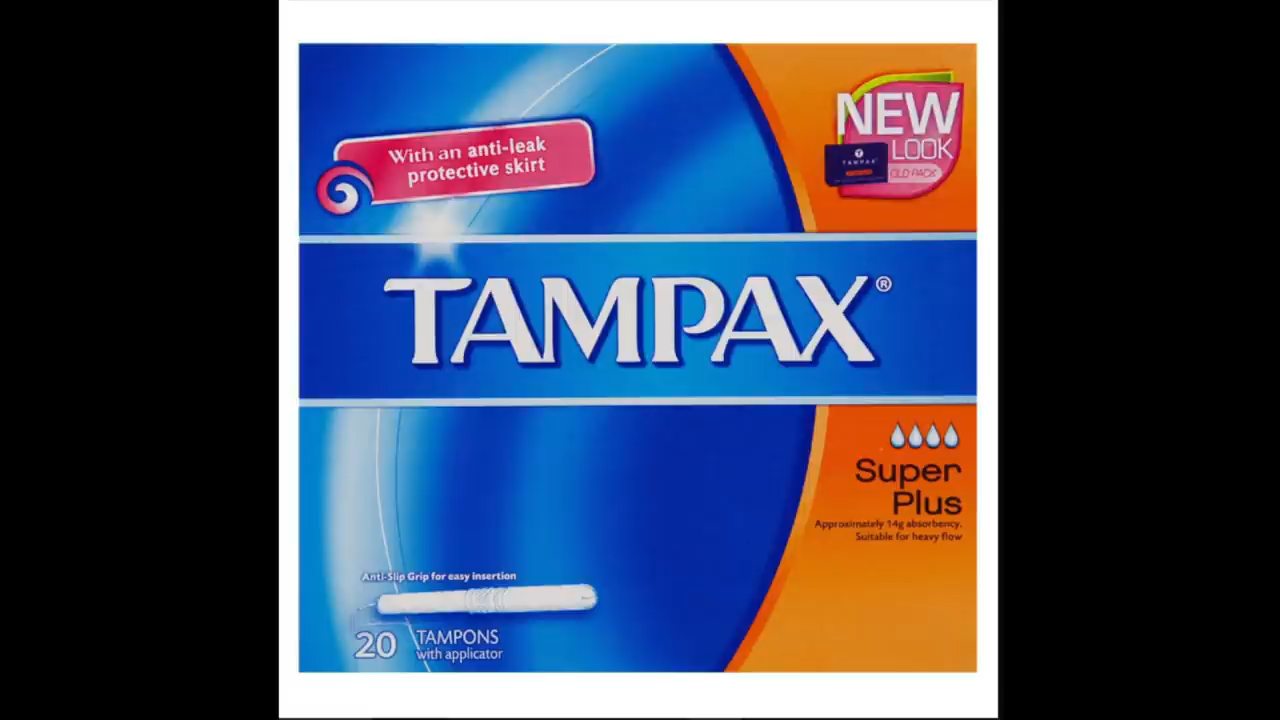 With an anti-leak
protective skirt
NEW
LOOK
TAMPAX
OLD PACK
TAMPAX®
Super
Plus
Approximately 14g absorbency.
Suitable for heavy flow
Anti-Slip Grip for easy insertion
20 TAMPONS
with applicator